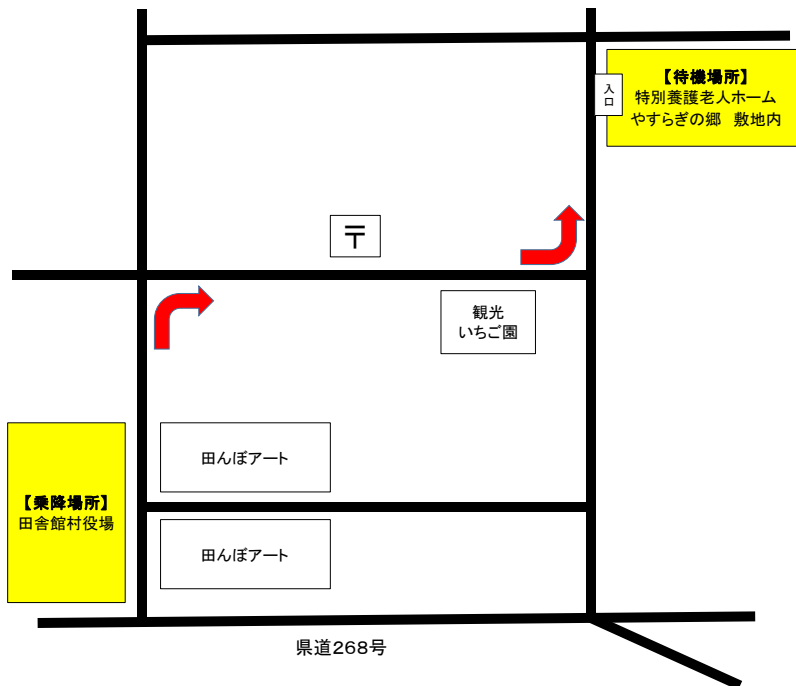 【待機場所】
特別養護老人ホーム
やすらぎの郷　敷地内
入口
〒
観光
いちご園
田んぼアート
【乗降場所】
田舎館村役場
田んぼアート
県道268号